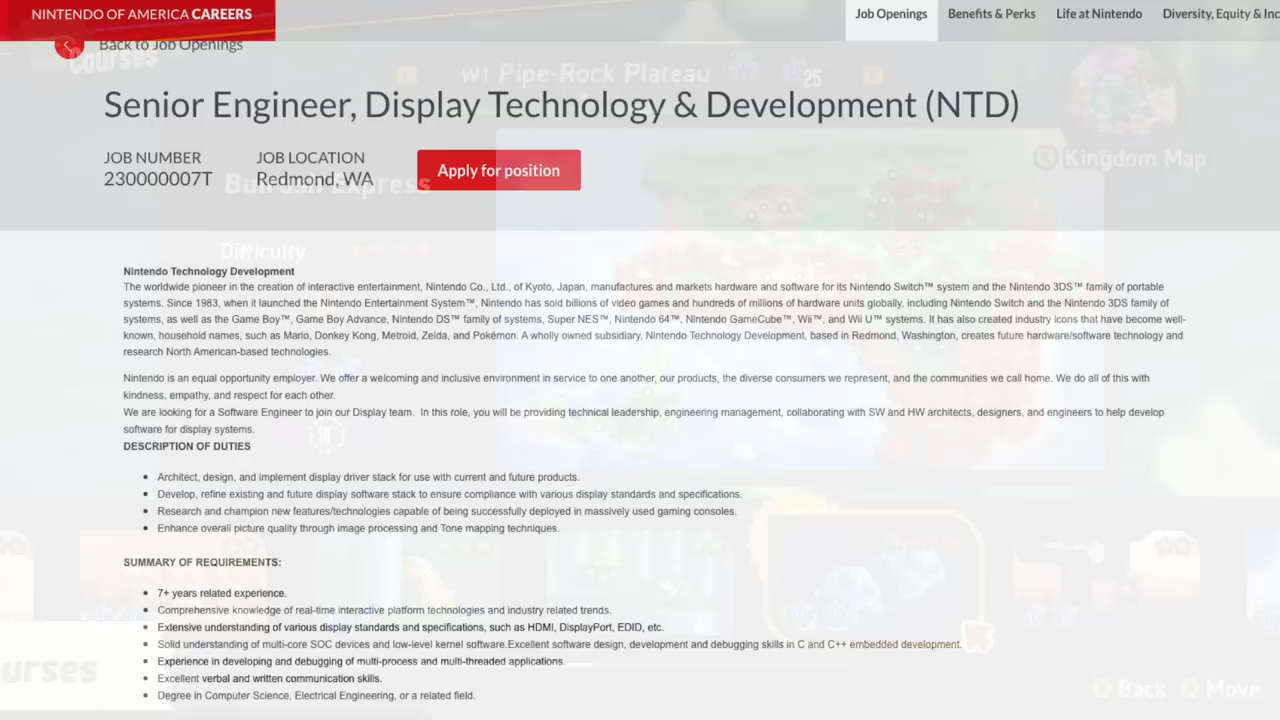 NINTENDO OF AMERICA CAREERS
Job Openings Benefits & Perks Life at Nintendo Diversity, Equity & Inc
Back to Job Openings
Courses
W1 Pipe-Rock Plateau
25
Senior Engineer, Display Technology & Development (NTD)
JOB NUMBER JOB LOCATION
230000007T Redmond, WA
Apply for position
Kingdom Map
Bulrush Express
Difficulty
Nintendo Technology Development
The worldwide pioneer in the creation of interactive entertainment, Nintendo Co., Ltd., of Kyoto, Japan, manufactures and markets hardware and software for its Nintendo Switch™ system and the Nintendo 3DS™ family of portable
systems. Since 1983, when it launched the Nintendo Entertainment System™, Nintendo has sold billions of video games and hundreds of millions of hardware units globally, including Nintendo Switch and the Nintendo 3DS family of
systems, as well as the Game Boy™, Game Boy Advance, Nintendo DS™ family of systems, Super NES™, Nintendo 64™, Nintendo GameCube™, Wii™, and Wii U™ systems. It has also created industry icons that have become well-
known, household names, such as Mario, Donkey Kong, Metroid, Zelda, and Pokémon. A wholly owned subsidiary, Nintendo Technology Development, based in Redmond, Washington, creates future hardware/software technology and
research North American-based technologies.
Nintendo is an equal opportunity employer. We offer a welcoming and inclusive environment in service to one another, our products, the diverse consumers we represent, and the communities we call home. We do all of this with
kindness, empathy, and respect for each other.
We are looking for a Software Engineer to join our Display team. In this role, you will be providing technical leadership, engineering management, collaborating with SW and HW architects, designers, and engineers to help develop
software for display systems.
DESCRIPTION OF DUTIES
Architect, design, and implement display driver stack for use with current and future products.
Develop, refine existing and future display software stack to ensure compliance with various display standards and specifications.
Research and champion new features/technologies capable of being successfully deployed in massively used gaming consoles.
Enhance overall picture quality through image processing and Tone mapping techniques.
SUMMARY OF REQUIREMENTS:
7+ years related experience.
Comprehensive knowledge of real-time interactive platform technologies and industry related trends.
Extensive understanding of various display standards and specifications, such as HDMI, DisplayPort, EDID, etc.
Solid understanding of multi-core SOC devices and low-level kernel software.Excellent software design, development and debugging skills in C and C++ embedded development.
Experience in developing and debugging of multi-process and multi-threaded applications.
Excellent verbal and written communication skills.
Degree in Computer Science, Electrical Engineering, or a related field.
urses
Back Move